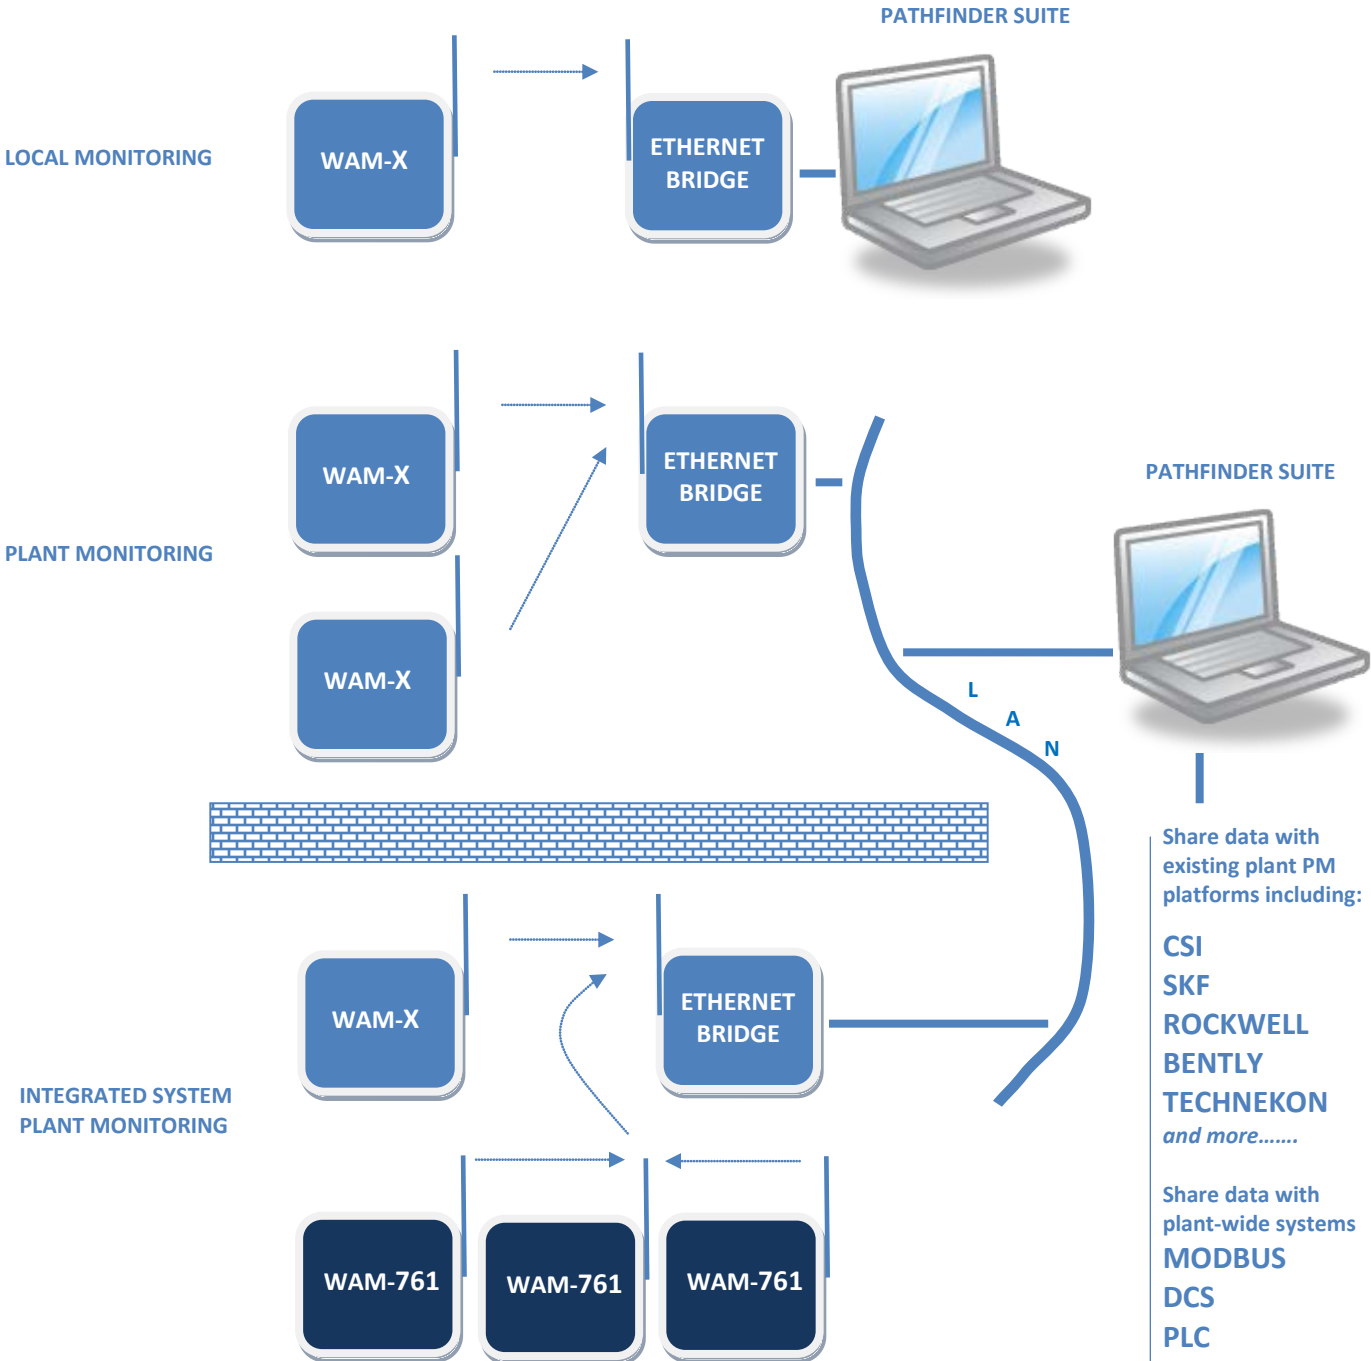 PATHFINDER SUITE
LOCAL MONITORING
WAM-X
ETHERNET
BRIDGE
PLANT MONITORING
WAM-X
ETHERNET
BRIDGE
WAM-X
PATHFINDER SUITE
L
A
N
Share data with
existing plant PM
platforms including:
CSI
SKF
ROCKWELL
BENTLY
TECHNEKON
and more.......
Share data with
plant-wide systems
MODBUS
DCS
PLC
INTEGRATED SYSTEM
PLANT MONITORING
WAM-X
ETHERNET
BRIDGE
WAM-761
WAM-761
WAM-761